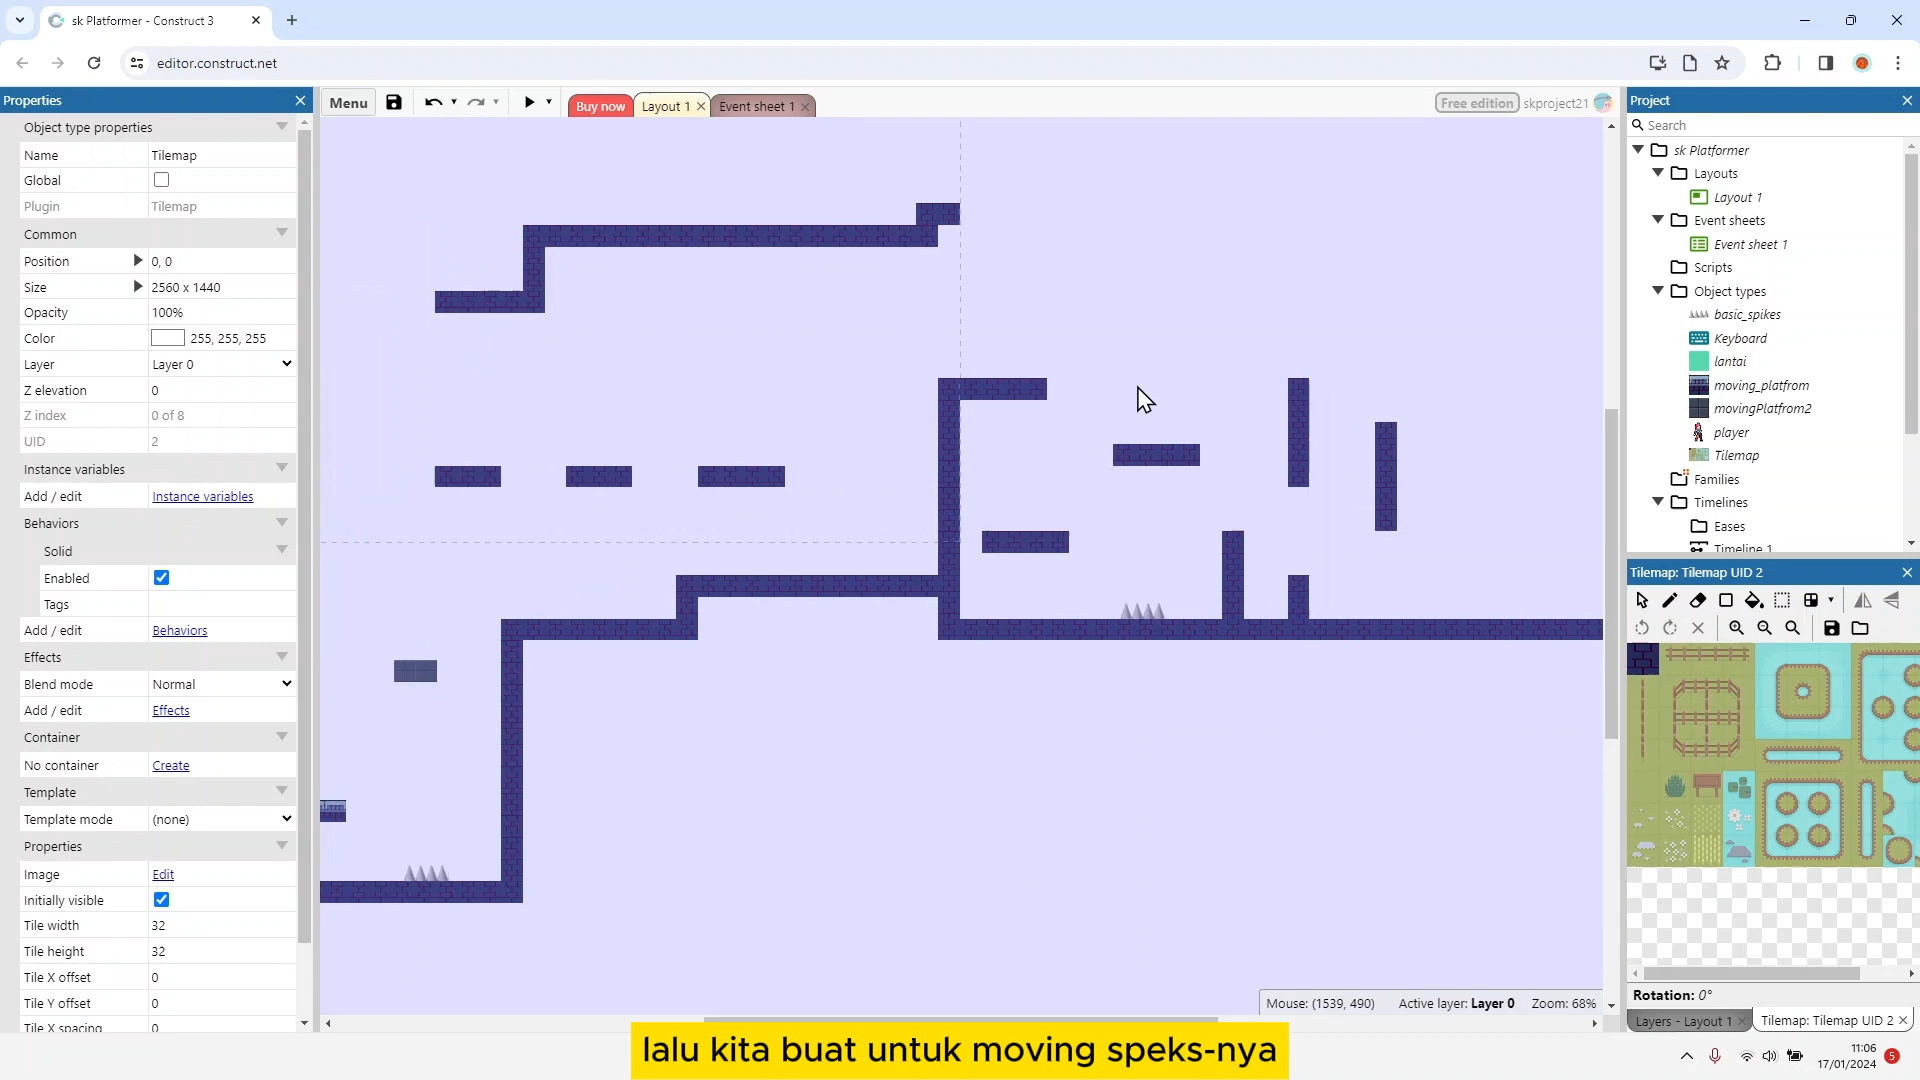 sk Platformer - Construct 3
editor.construct.net
Properties
Menu
Buy now
Layout 1
Event sheet 1
Free edition
skproject21
Project
Object type properties
Name
Tilemap
Global
Plugin
Tilemap
Common
Position
0, 0
Size
2560 x 1440
Opacity
100%
Color
255, 255, 255
Layer
Layer 0
Z elevation
0
Z index
0 of 8
UID
2
Instance variables
Add / edit
Instance variables
Behaviors
Solid
Enabled
Tags
Add / edit
Behaviors
Effects
Blend mode
Normal
Add / edit
Effects
Container
No container
Create
Template
Template mode
(none)
Properties
Image
Edit
Initially visible
Tile width
32
Tile height
32
Tile X offset
0
Tile Y offset
0
Tile X spacing
0
Search
sk Platformer
Layouts
Layout 1
Event sheets
Event sheet 1
Scripts
Object types
basic_spikes
Keyboard
lantai
moving_platfrom
movingPlatfrom2
player
Tilemap
Families
Timelines
Eases
Timeline 1
Tilemap: Tilemap UID 2
Rotation: 0°
Layers - Layout 1
Tilemap: Tilemap UID 2
Mouse: (1539, 490)
Active layer: Layer 0
Zoom: 68%
lalu kita buat untuk moving speks-nya
11:06
17/01/2024
5